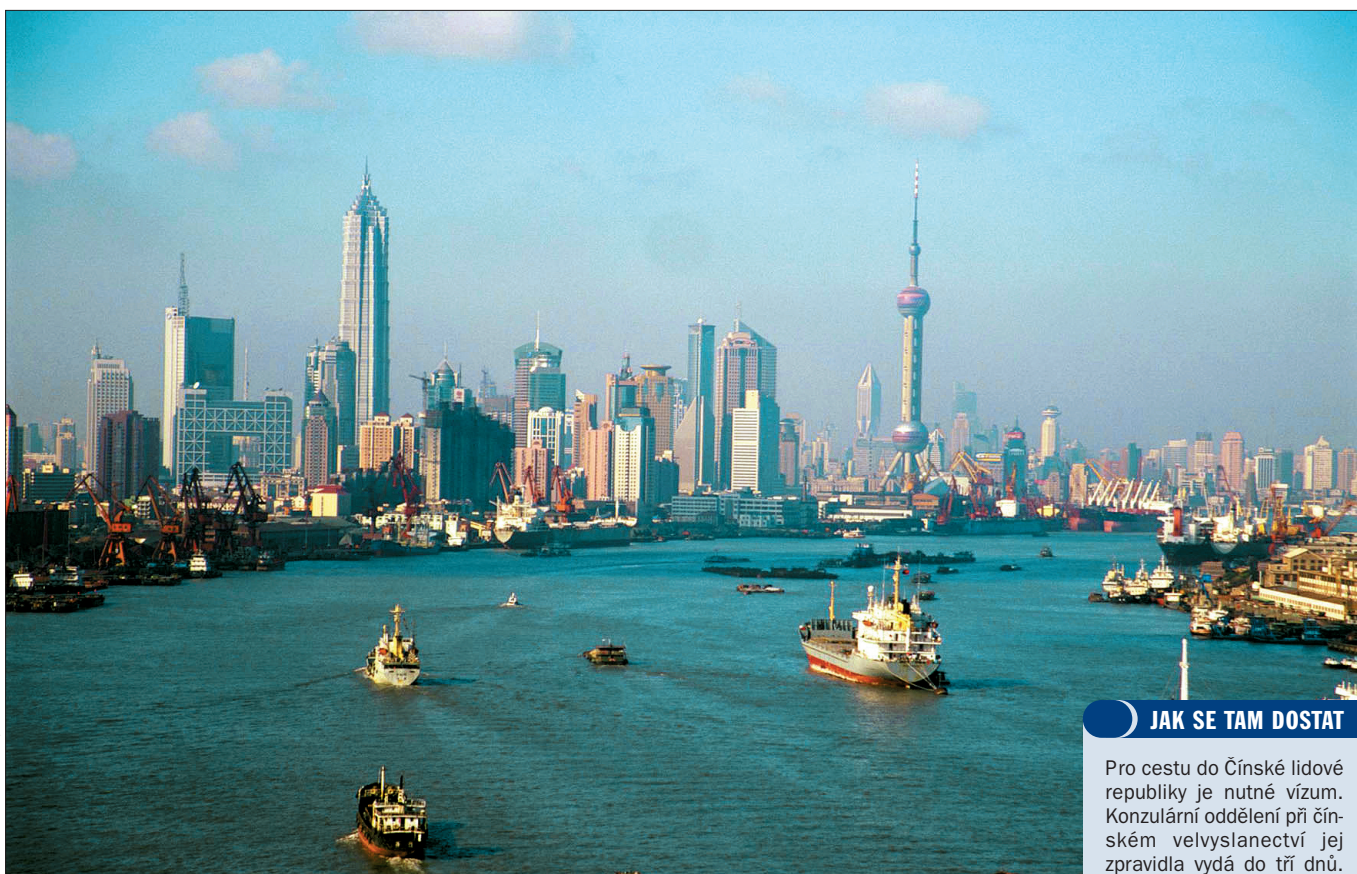 JAK SE TAM DOSTAT
Pro cestu do Čínské lidové
republiky je nutné vízum.
Konzulární oddělení při čín-
ském velvyslanectví jej
zpravidla vydá do tří dnů.